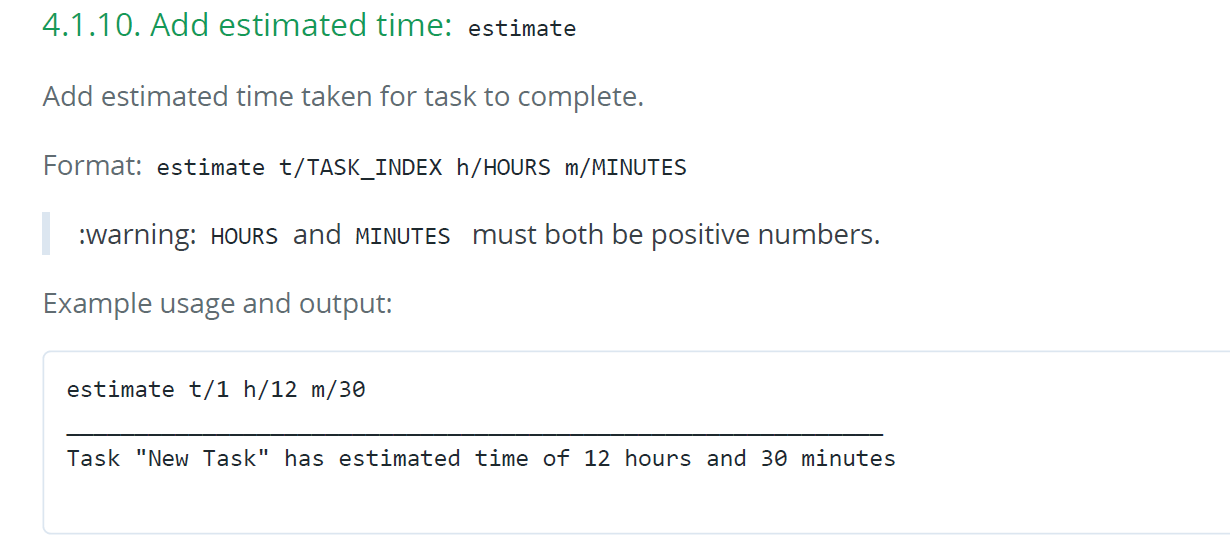 4.1.10. Add estimated time: estimate
Add estimated time taken for task to complete.
Format: estimate t/TASK_INDEX h/HOURS m/MINUTES
:warning: HOURS and MINUTES must both be positive numbers.
Example usage and output:
estimate t/1 h/12 m/30
____________________________________________________________
Task "New Task" has estimated time of 12 hours and 30 minutes